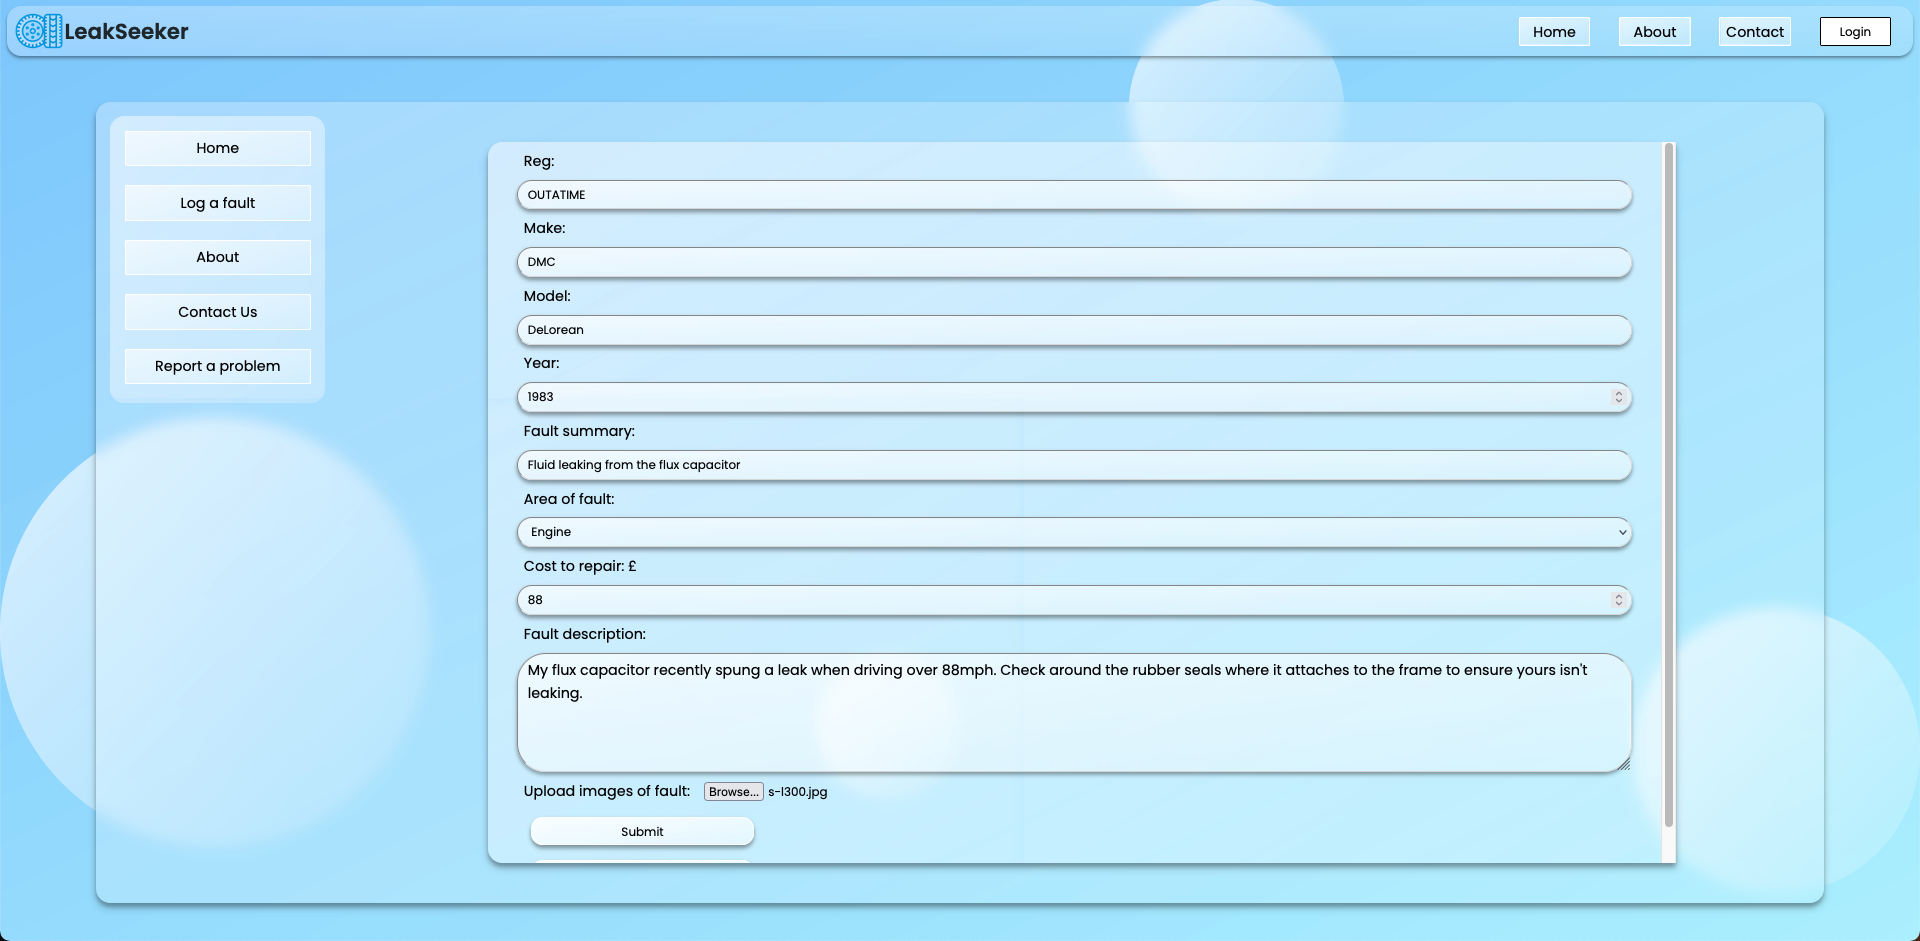 LeakSeeker
Home
About
Contact
Login
Home
Log a fault
About
Contact Us
Report a problem
Reg:
OUTATIME
Make:
DMC
Model:
DeLorean
Year:
1983
Fault summary:
Fluid leaking from the flux capacitor
Area of fault:
Engine
Cost to repair: £
88
Fault description:
My flux capacitor recently spung a leak when driving over 88mph. Check around the rubber seals where it attaches to the frame to ensure yours isn't
leaking.
Upload images of fault: Browse... s-l300.jpg
Submit